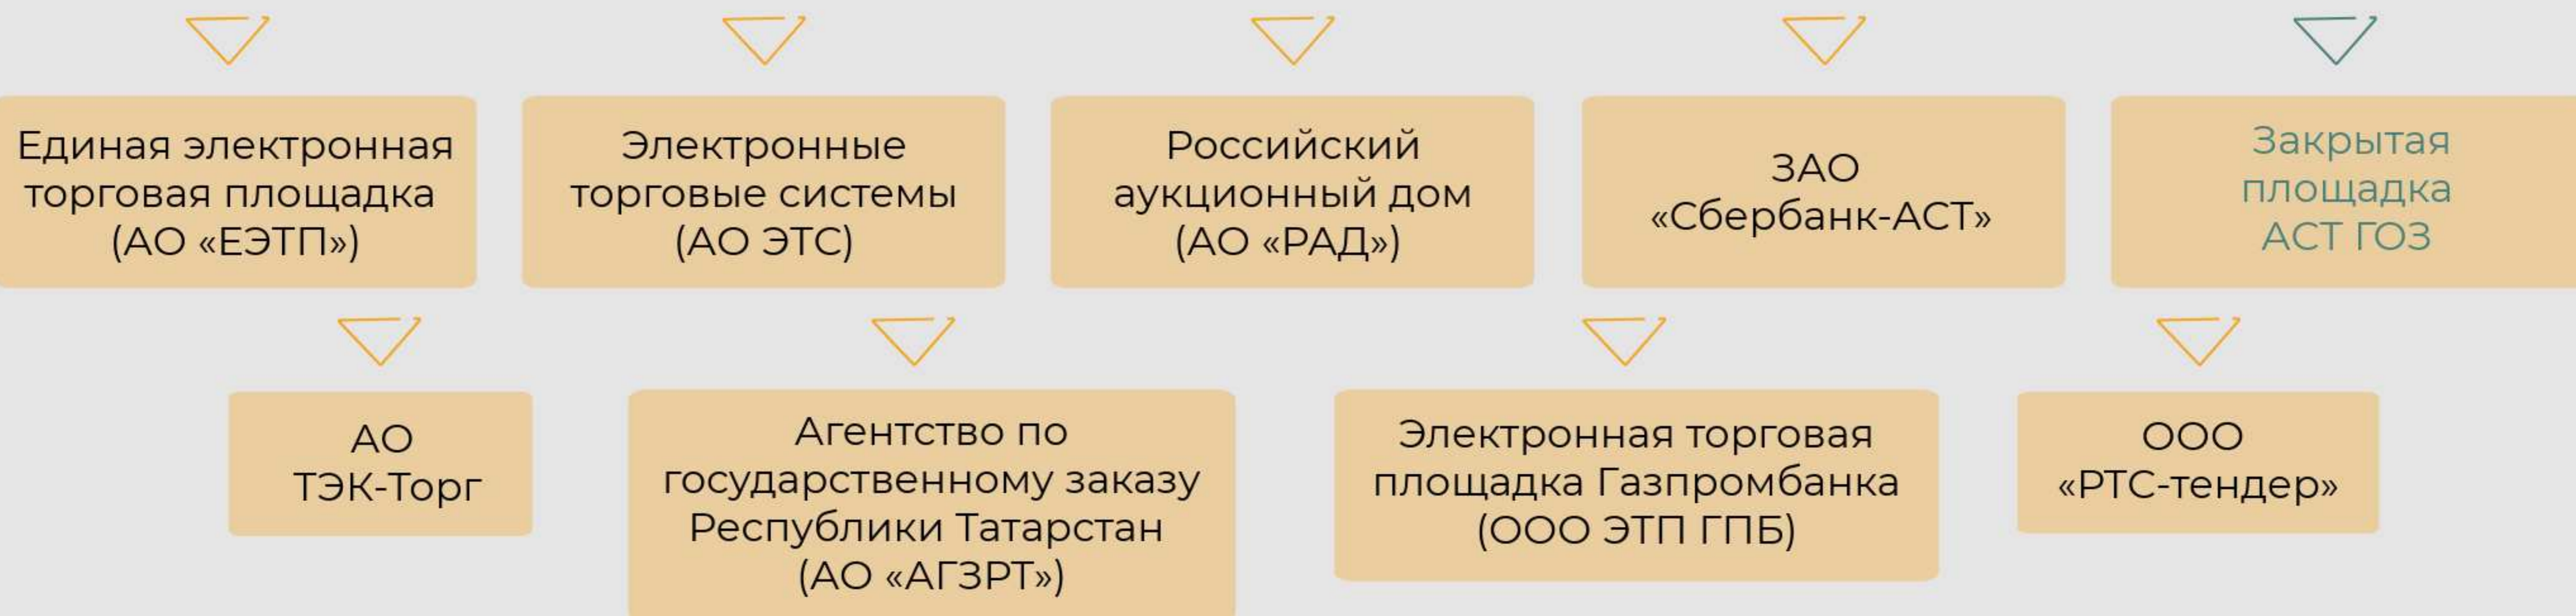 Единая электронная
торговая площадка
(АО «ЕЭТП»)
Электронные
торговые системы
(АО ЭТС)
Российский
аукционный дом
(АО «РАД»)
ЗАО
«Сбербанк-АСТ»
Закрытая
площадка
АСТ ГОЗ
АО
ТЭК-Торг
Агентство по
государственному заказу
Республики Татарстан
(АО «АГЗРТ»)
Электронная торговая
площадка Газпромбанка
(ООО ЭТП ГПБ)
ООО
«РТС-тендер»